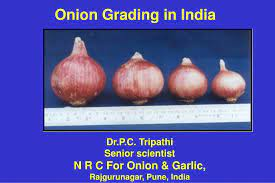 Onion Grading in India
Dr.P.C. Tripathi
Senior scientist
N R C For Onion & Garlic,
Rajgurunagar, Pune, India